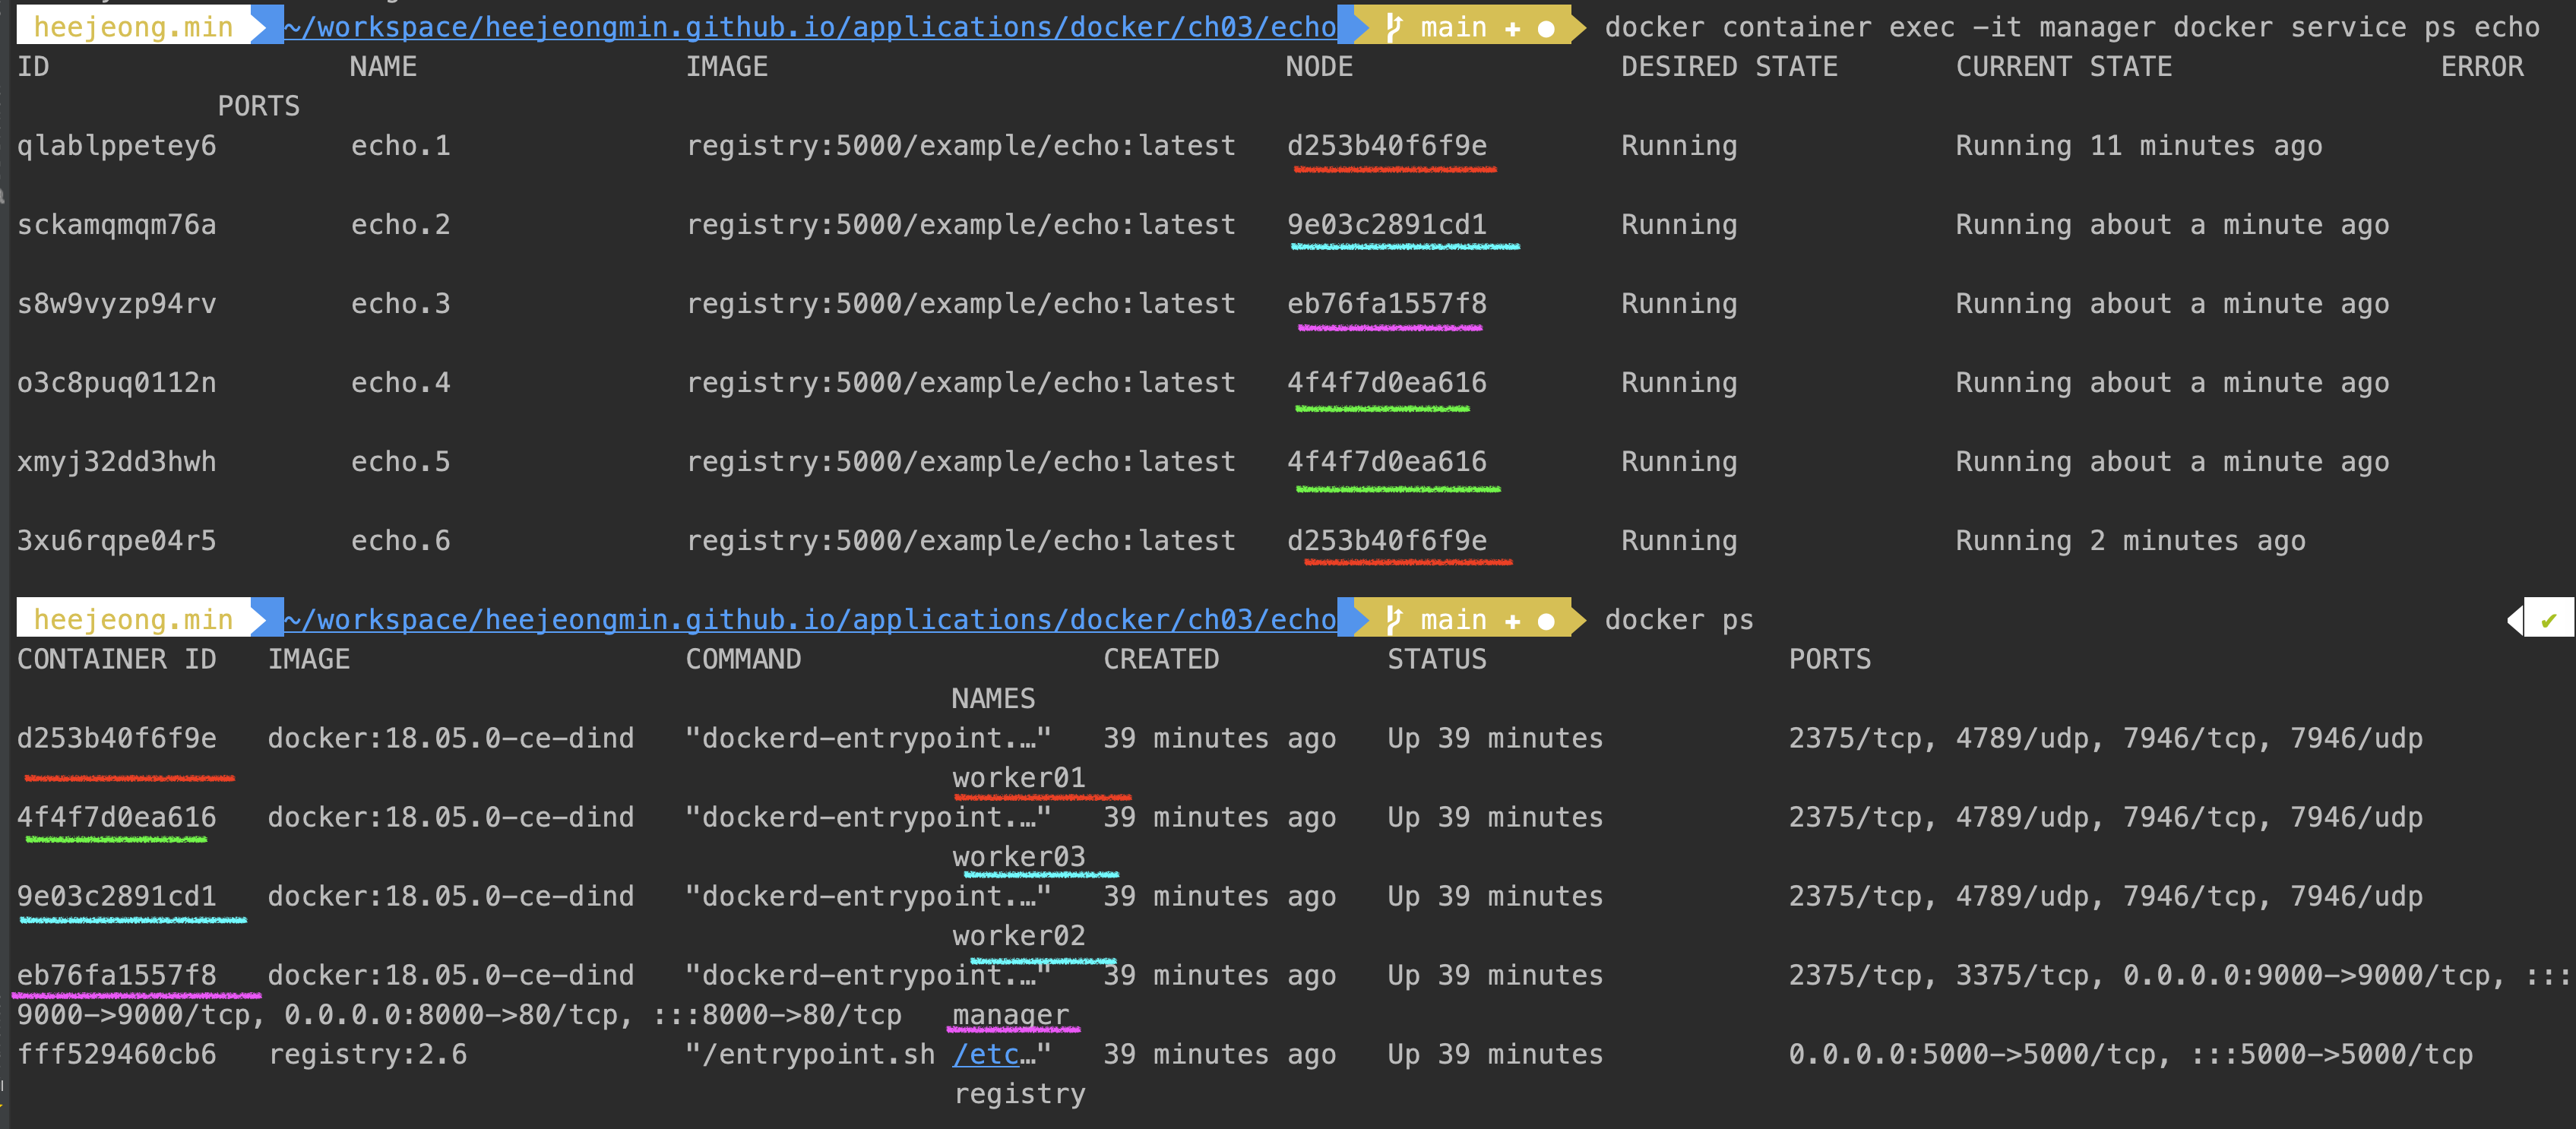 heejeong.min ~/workspace/heejeongmin.github.io/applications/docker/ch03/echo main + ● docker container exec -it manager docker service ps echo
ID NAME IMAGE NODE DESIRED STATE CURRENT STATE ERROR
PORTS
qlablppetey6 echo.1 registry:5000/example/echo:latest d253b40f6f9e Running Running 11 minutes ago
sckamqmqm76a echo.2 registry:5000/example/echo:latest 9e03c2891cd1 Running Running about a minute ago
s8w9vyzp94rv echo.3 registry:5000/example/echo:latest eb76fa1557f8 Running Running about a minute ago
o3c8puq0112n echo.4 registry:5000/example/echo:latest 4f4f7d0ea616 Running Running about a minute ago
xmyj32dd3hwh echo.5 registry:5000/example/echo:latest 4f4f7d0ea616 Running Running about a minute ago
3xu6rqpe04r5 echo.6 registry:5000/example/echo:latest d253b40f6f9e Running Running 2 minutes ago
heejeong.min ~/workspace/heejeongmin.github.io/applications/docker/ch03/echo main + ● docker ps ✔
CONTAINER ID IMAGE COMMAND CREATED STATUS PORTS
NAMES
d253b40f6f9e docker:18.05.0-ce-dind "dockerd-entrypoint.…" 39 minutes ago Up 39 minutes 2375/tcp, 4789/udp, 7946/tcp, 7946/udp
worker01
4f4f7d0ea616 docker:18.05.0-ce-dind "dockerd-entrypoint.…" 39 minutes ago Up 39 minutes 2375/tcp, 4789/udp, 7946/tcp, 7946/udp
worker03
9e03c2891cd1 docker:18.05.0-ce-dind "dockerd-entrypoint.…" 39 minutes ago Up 39 minutes 2375/tcp, 4789/udp, 7946/tcp, 7946/udp
worker02
eb76fa1557f8 docker:18.05.0-ce-dind "dockerd-entrypoint.…" 39 minutes ago Up 39 minutes 2375/tcp, 3375/tcp, 0.0.0.0:9000->9000/tcp, :::
9000->9000/tcp, 0.0.0.0:8000->80/tcp, :::8000->80/tcp manager
fff529460cb6 registry:2.6 "/entrypoint.sh /etc…" 39 minutes ago Up 39 minutes 0.0.0.0:5000->5000/tcp, :::5000->5000/tcp
registry